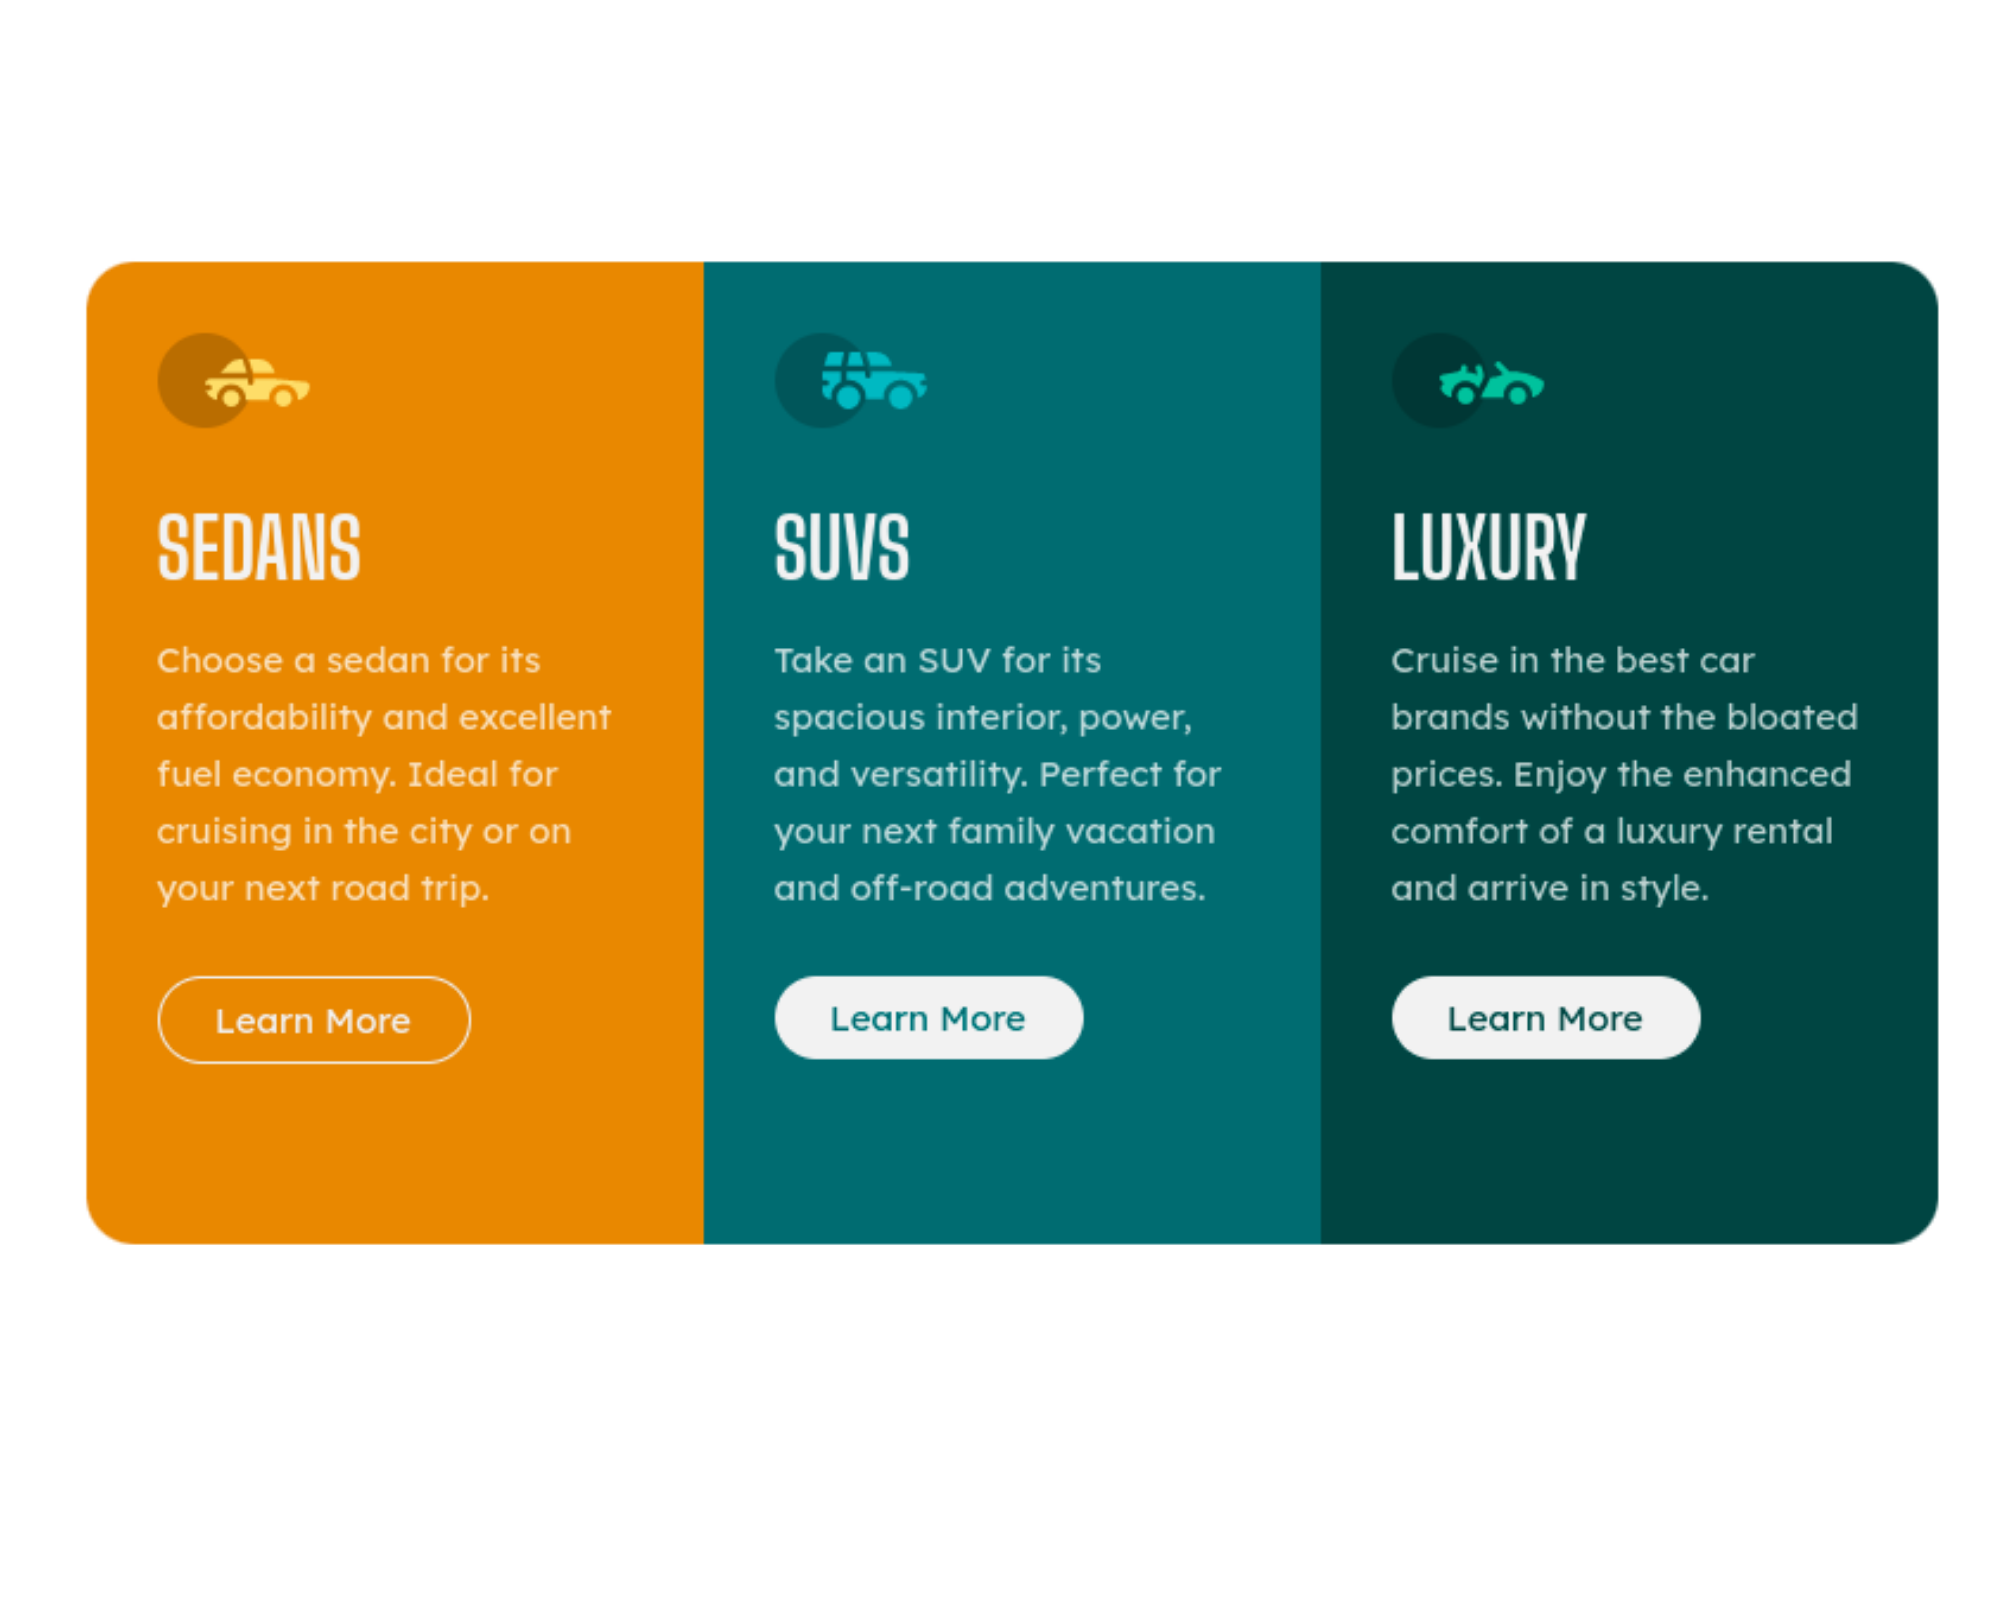 SEDANS
Choose a sedan for its
affordability and excellent
fuel economy. Ideal for
cruising in the city or on
your next road trip.
Learn More
SUVS
Take an SUV for its
spacious interior, power,
and versatility. Perfect for
your next family vacation
and off-road adventures.
Learn More
LUXURY
Cruise in the best car
brands without the bloated
prices. Enjoy the enhanced
comfort of a luxury rental
and arrive in style.
Learn More